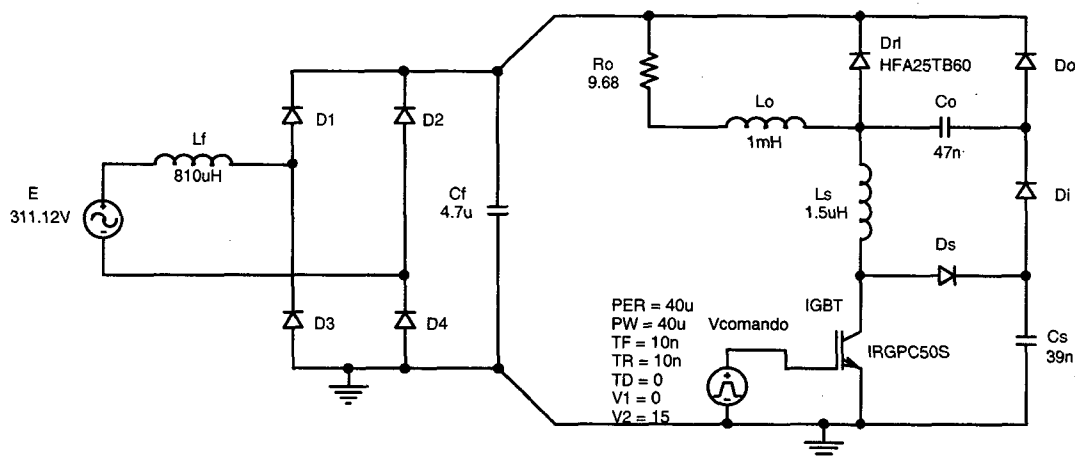 Drl
HFA25TB60
Do
Ro
9.68
Lo
1mH
Co
47n
D1
D2
Lf
810uH
E
311.12V
Cf
4.7u
Ls
1.5uH
Di
Ds
D3
D4
PER = 40u
PW = 40u
TF = 10n
TR = 10n
TD = 0
V1 = 0
V2 = 15
Vcomando
IGBT
IRGPC50S
Cs
39n